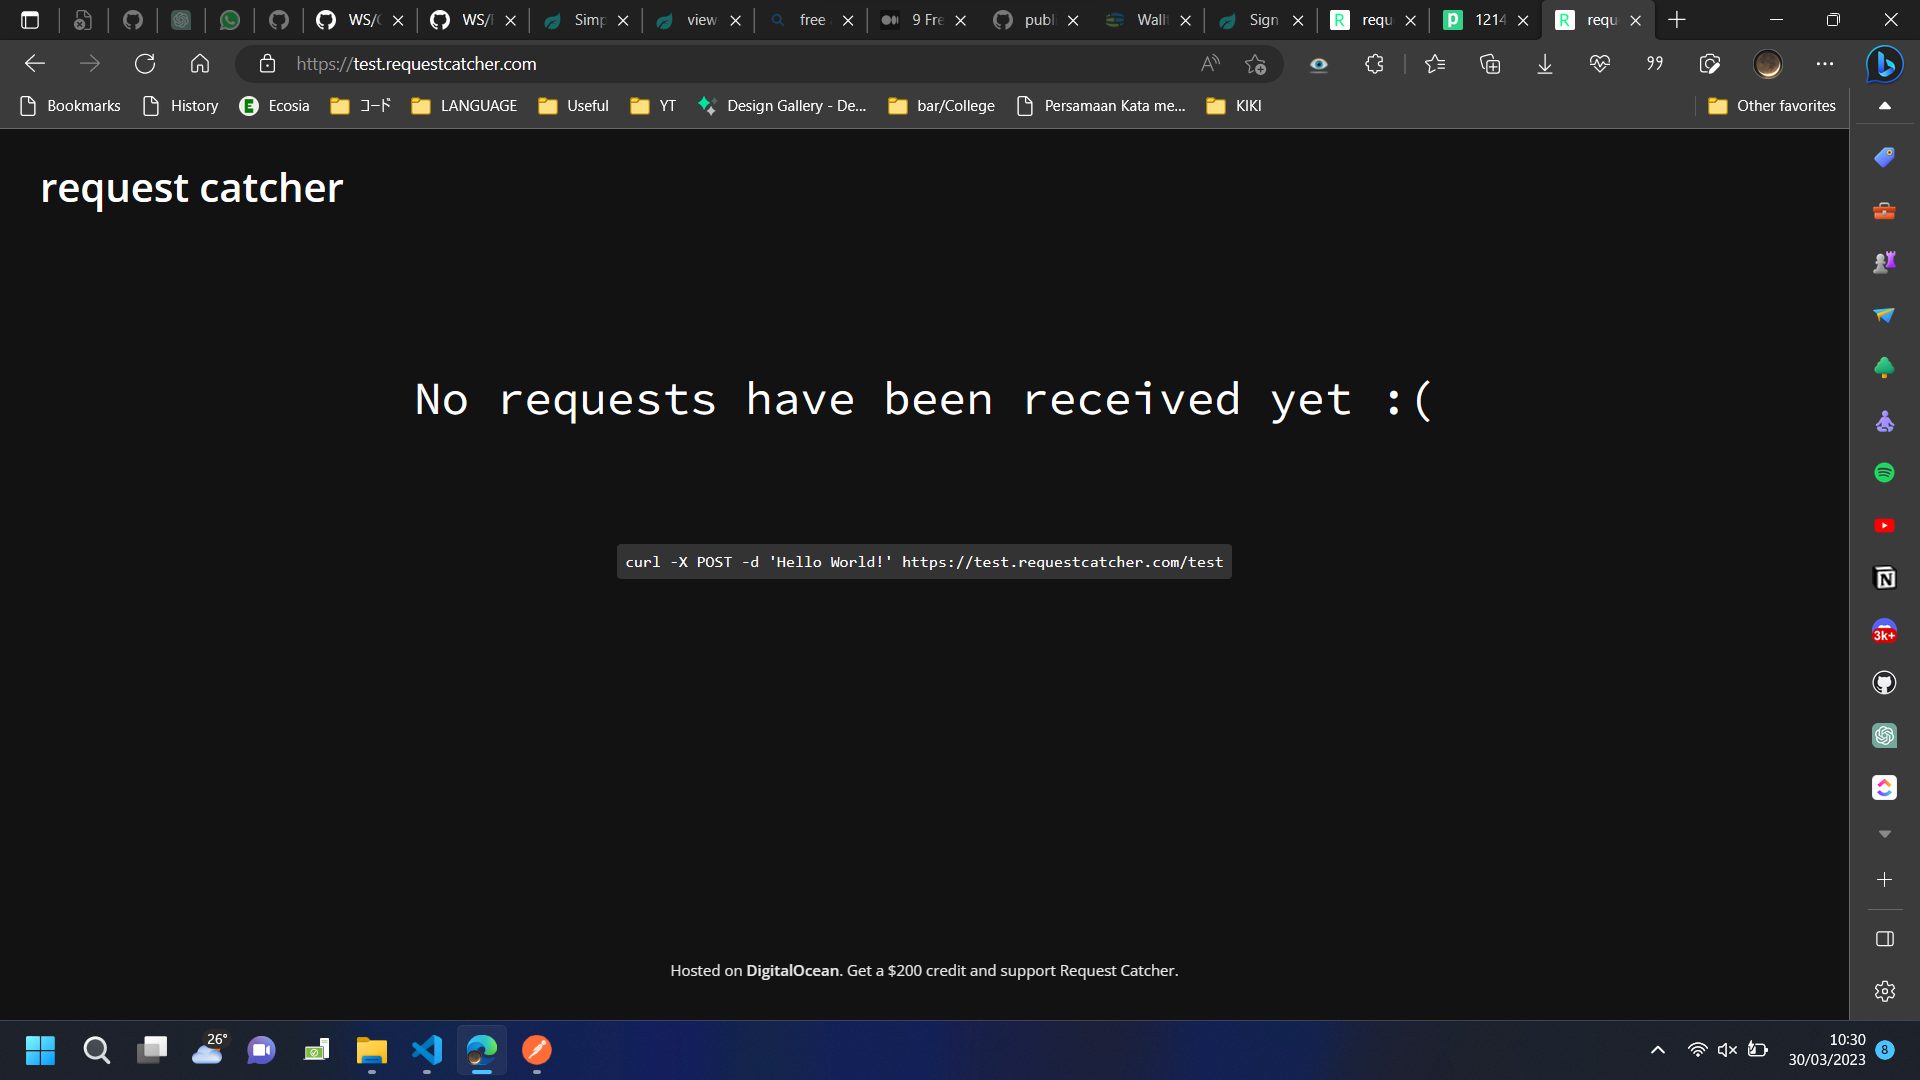 WS/
WS/
Simp
view
free
9 Fre
publ
Wallt
Sign
requ
1214
requ
https://test.requestcatcher.com
Bookmarks
History
Ecosia
コード
LANGUAGE
Useful
YT
Design Gallery - De...
bar/College
Persamaan Kata me...
KIKI
Other favorites
request catcher
No requests have been received yet :(
curl -X POST -d 'Hello World!' https://test.requestcatcher.com/test
3k+
Hosted on DigitalOcean. Get a $200 credit and support Request Catcher.
26°
10:30
30/03/2023
8